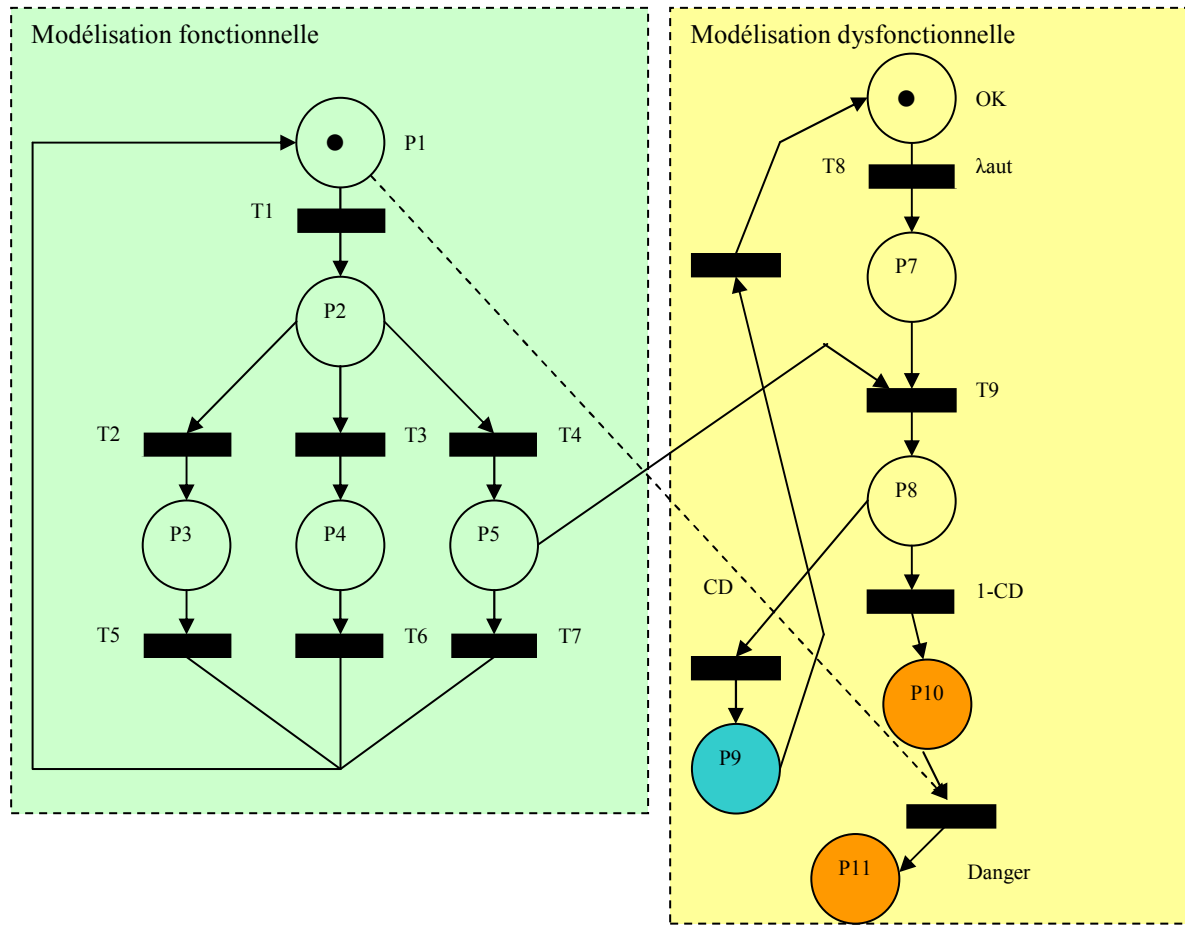 Modélisation fonctionnelle
P1
T1
P2
T2
T3
T4
P3
P4
P5
T5
T6
T7
Modélisation dysfonctionnelle
OK
T8
λaut
P7
T9
P8
CD
1-CD
P10
P9
P11
Danger